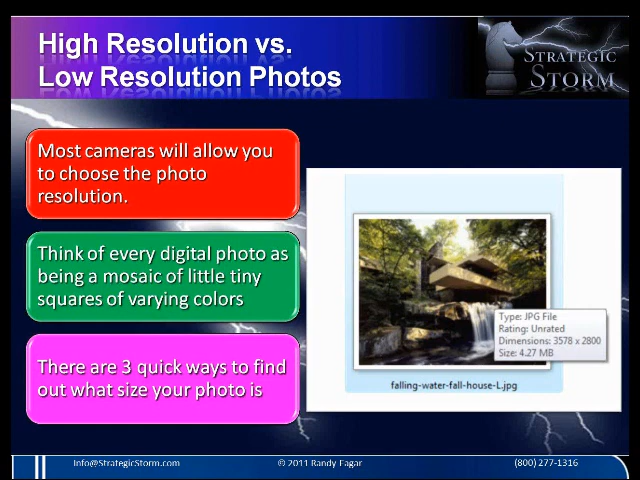 High Resolution vs.
Low Resolution Photos
STRATEGIC
STORM
Most cameras will allow you
to choose the photo
resolution.
Think of every digital photo as
being a mosaic of little tiny
squares of varying colors
There are 3 quick ways to find
out what size your photo is
Type: JPG File
Rating: Unrated
Dimensions: 3578 x 2800
Size: 4.27 MB
falling-water-fall-house-L.jpg
Info@StrategicStorm.com
© 2011 Randy Fagar
(800) 277-1316